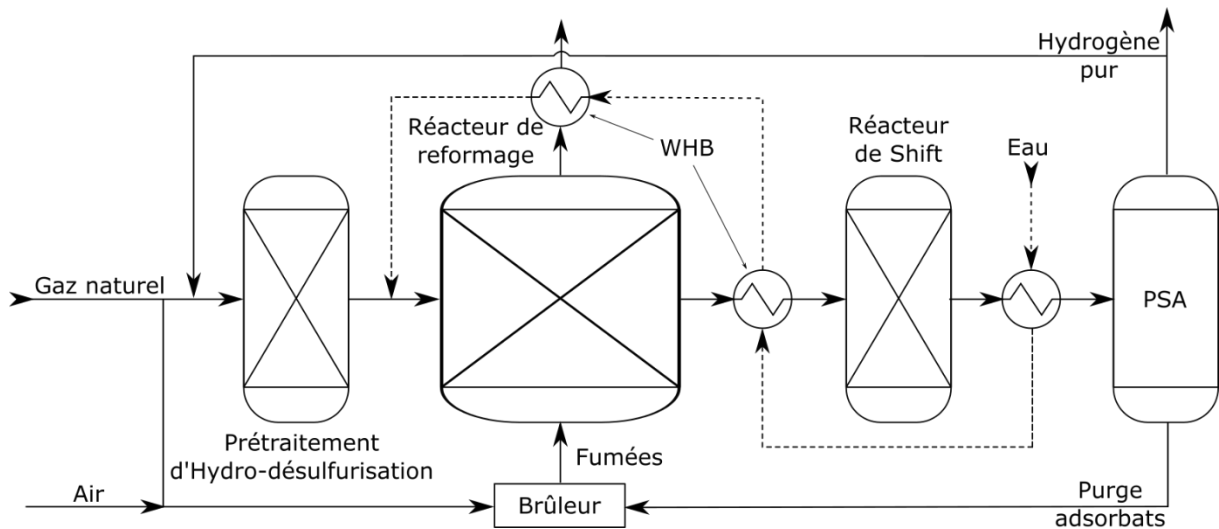 Hydrogène
pur
Réacteur de
reformage
WHB
Réacteur
de Shift
Eau
Gaz naturel
PSA
Prétraitement
d'Hydro-désulfurisation
Fumées
Air
Brûleur
Purge
adsorbats